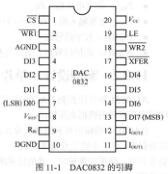 CS 1 20 Vcc
WR1 2 19 LE
AGND 3 18 WR2
DI3 4 17 XFER
DI2 5 16 DI4
DI1 6 15 DI5
(LSB) DI0 7 14 DI6
8 13 DI7 (MSB)
9 12 IOUT2
DGND 10 11 IOUT1
DAC
0832
图 11-1 DAC0832 的引脚